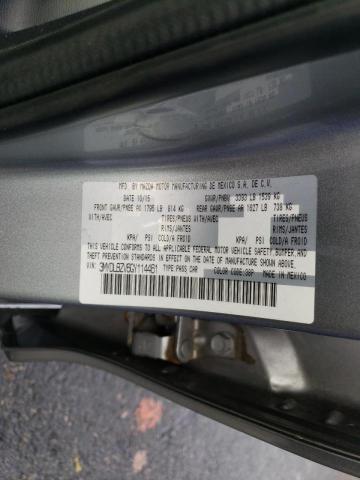 MFD. BY MAZDA MOTOR MANUFACTURING DE MEXICO S.A. DE C.V.
DATE 10/15 GVWR/PNBV 3393 LB 1539 KG
FRONT GAWR/PNBE AV 1795 LB 814 KG REAR GAWR/PNBE AR 1627 LB 738 KG
WITH/AVEC TIRES/PNEUS WITH/AVEC TIRES/PNEUS
RIMS/JANTES RIMS/JANTES
KPA/ PSI COLD/A FROID KPA/ PSI COLD/A FROID
THIS VEHICLE CONFORMS TO ALL APPLICABLE FEDERAL MOTOR VEHICLE SAFETY, BUMPER, AND
THEFT PREVENTION STANDARDS IN EFFECT ON THE DATE OF MANUFACTURE
SHOWN ABOVE. COLOR CODE:
VIN: TYPE PASS CAR MADE IN MEXICO